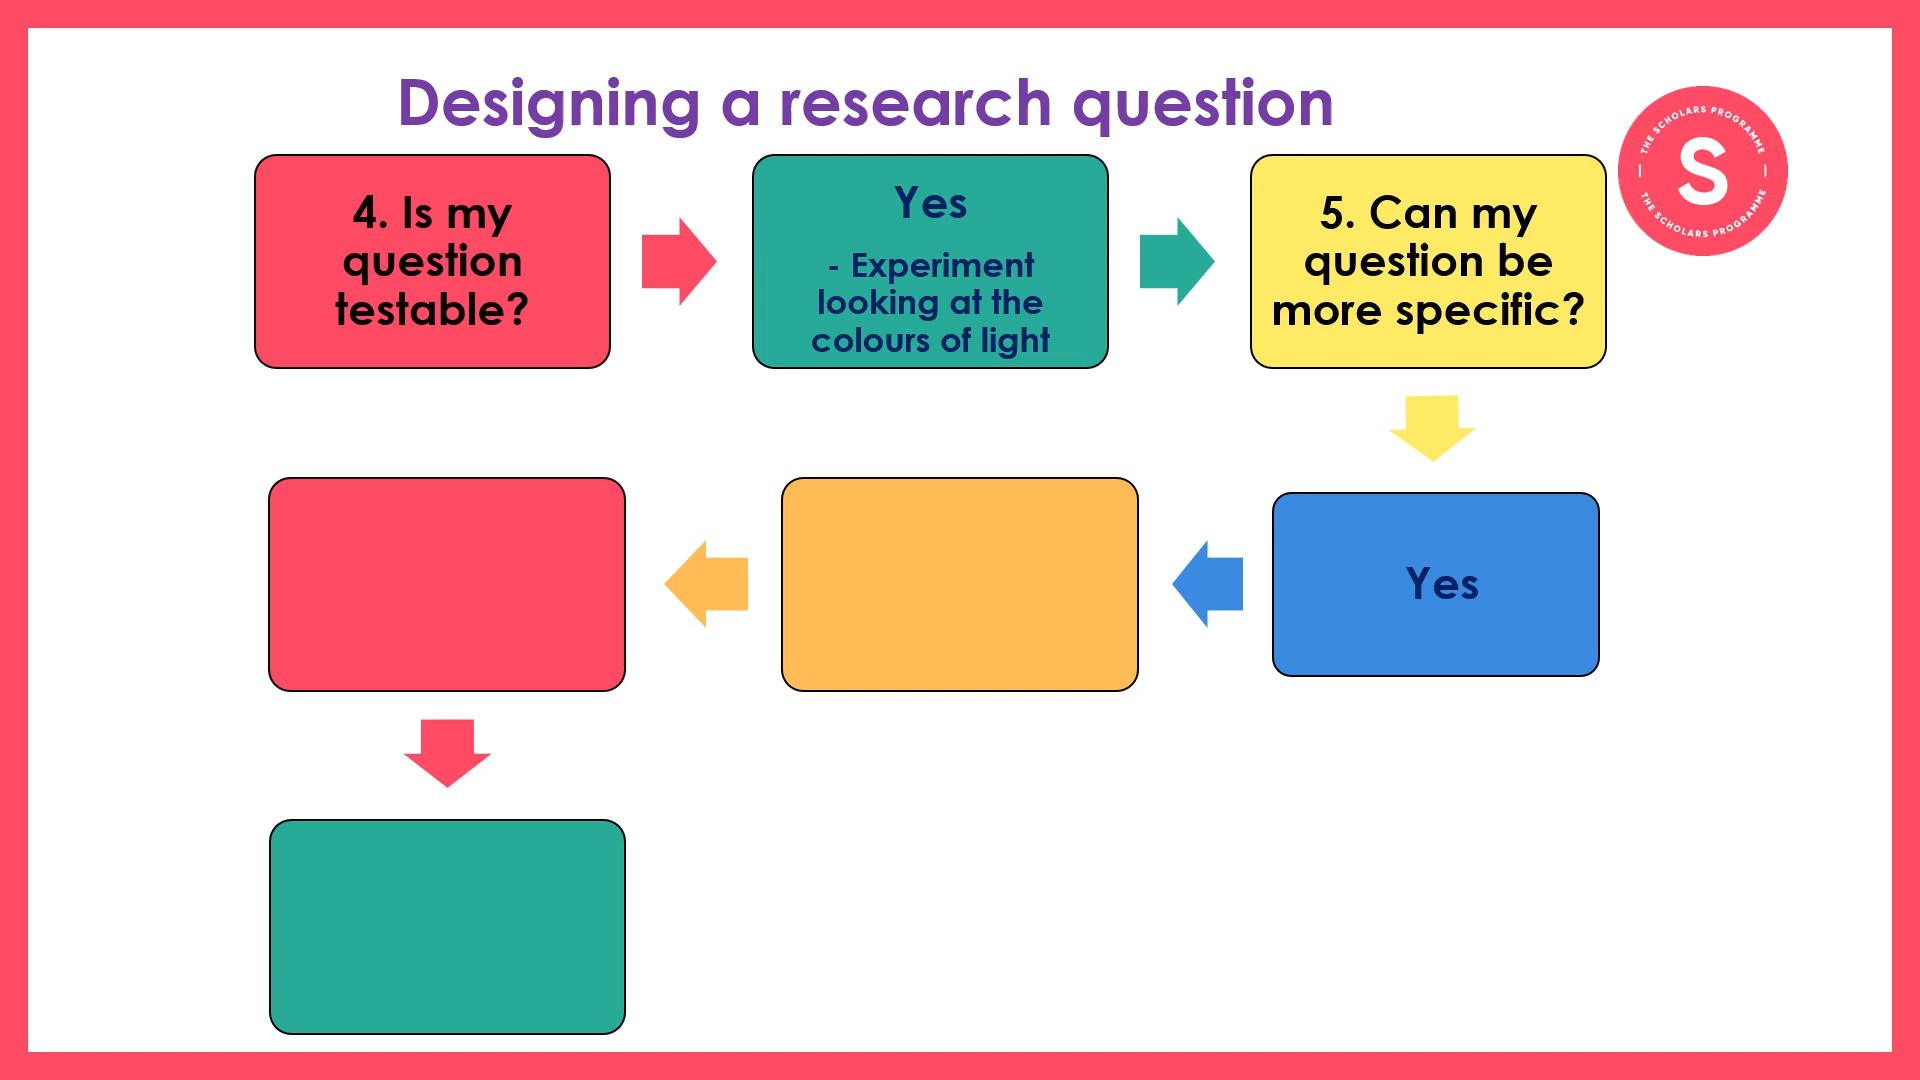 Designing a research question
4. Is my
question
testable?
Yes
- Experiment
looking at the
colours of light
5. Can my
question be
more specific?
THE SCHOLARS PROGRAMME
S
THE SCHOLARS PROGRAMME
Yes